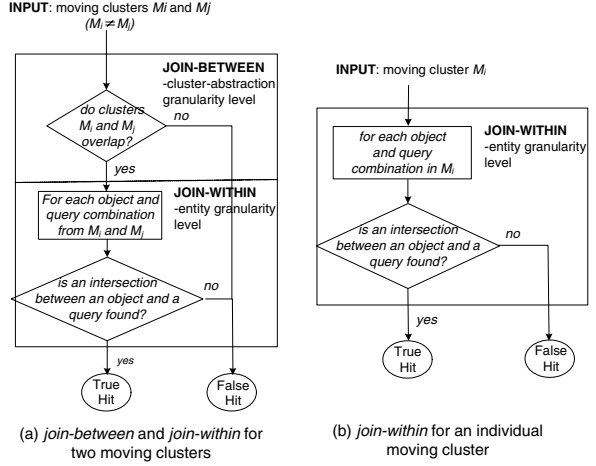 INPUT: moving clusters Mi and Mj
(Mi ≠ Mj)
JOIN-BETWEEN
-cluster-abstraction
granularity level
do clusters
Mi and Mj
overlap?
no
yes
JOIN-WITHIN
-entity granularity
level
For each object and
query combination
from Mi and Mj
is an intersection
between an object and a
query found?
no
yes
True
Hit
False
Hit
(a) join-between and join-within for
two moving clusters
INPUT: moving cluster Mi
JOIN-WITHIN
-entity granularity
level
for each object
and query
combination in Mi
is an intersection
between an object and a
query found?
no
yes
True
Hit
False
Hit
(b) join-within for an individual
moving cluster